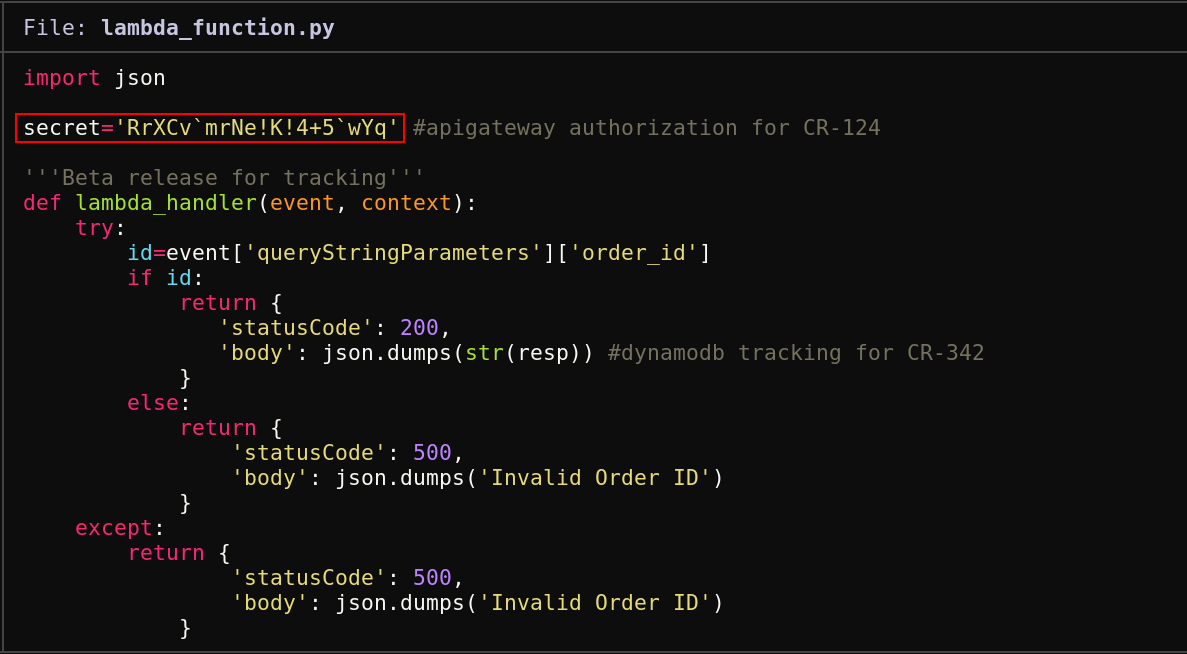 File: lambda_function.py
import json
secret='RrXCv`mrNe!K!4+5`wYq' #apigateway authorization for CR-124
'''Beta release for tracking'''
def lambda_handler(event, context):
    try:
        id=event['queryStringParameters']['order_id']
        if id:
            return {
               'statusCode': 200,
               'body': json.dumps(str(resp)) #dynamodb tracking for CR-342
            }
        else:
            return {
                'statusCode': 500,
                'body': json.dumps('Invalid Order ID')
            }
    except:
        return {
                'statusCode': 500,
                'body': json.dumps('Invalid Order ID')
            }